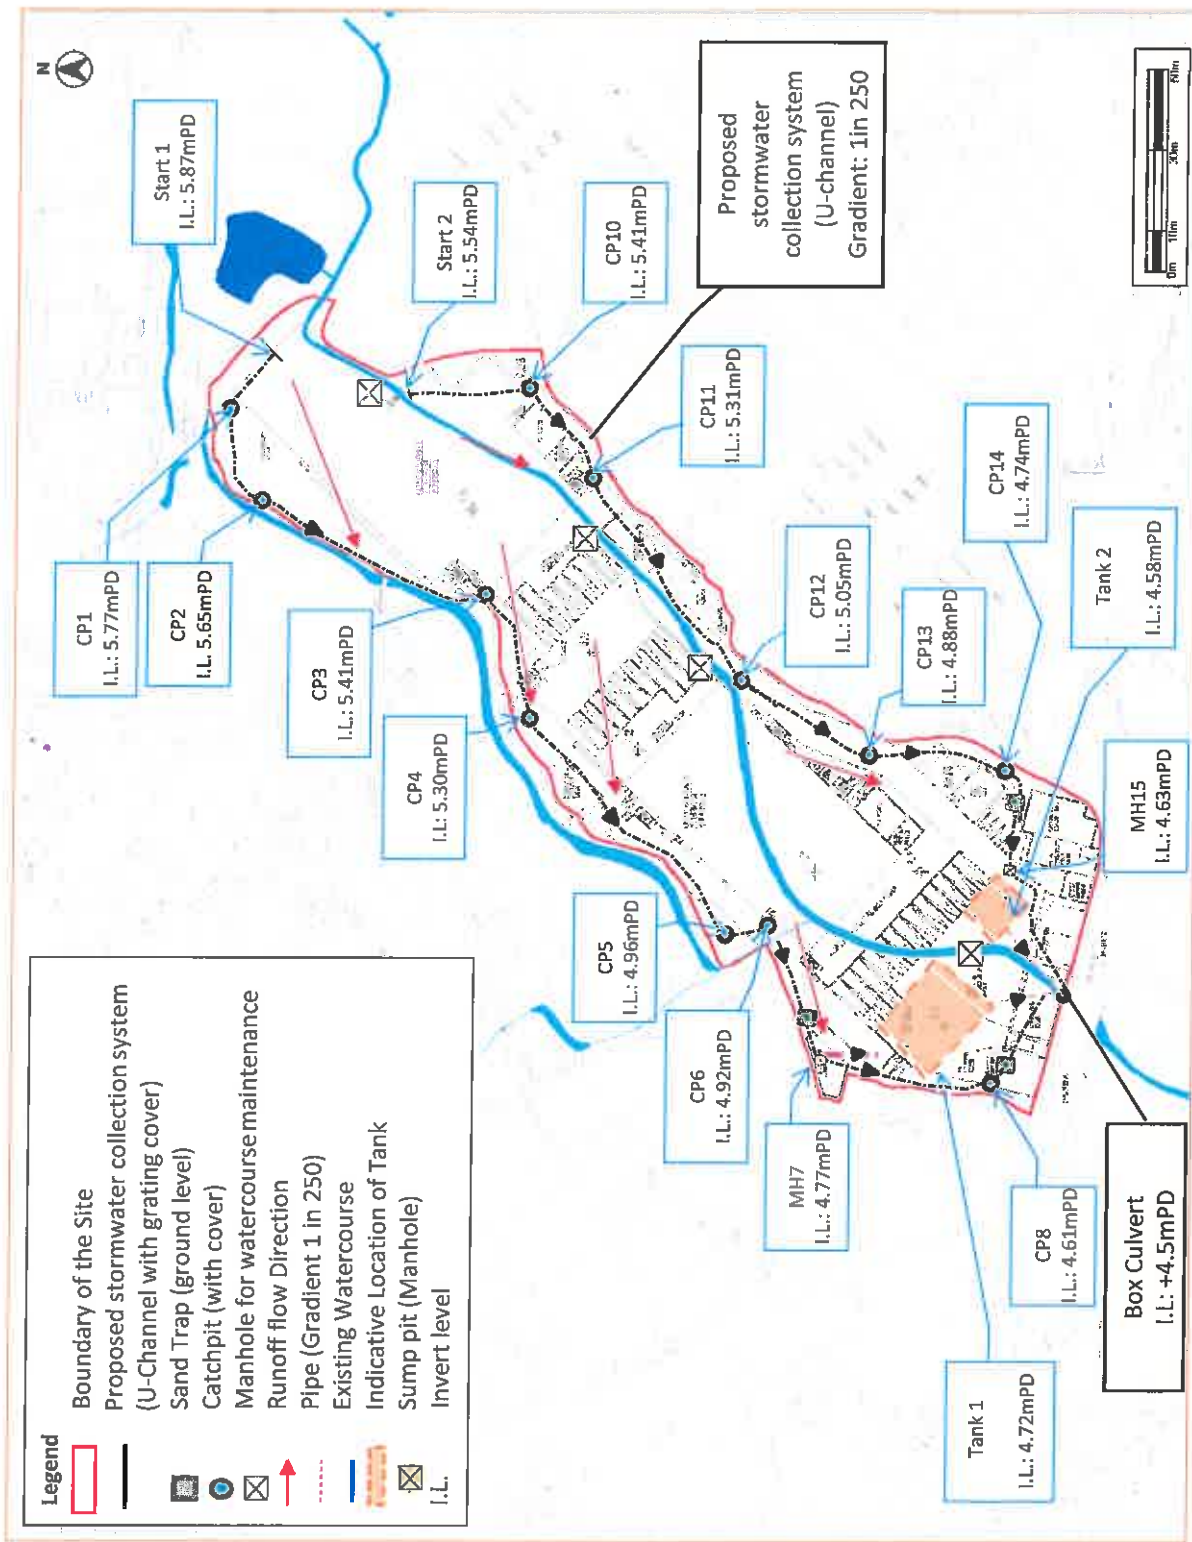 Legend
Boundary of the Site
Proposed stormwater collection system
(U-Channel with grating cover)
Sand Trap (ground level)
Catchpit (with cover)
Manhole for watercourse maintenance
Runoff flow Direction
Pipe (Gradient 1 in 250)
Existing Watercourse
Indicative Location of Tank
Sump pit (Manhole)
I.L.
Invert level
N
CP1
I.L.: 5.77mPD
CP2
I.L. 5.65mPD
CP3
I.L.: 5.41mPD
CP4
I.L.: 5.30mPD
CP5
I.L.: 4.96mPD
CP6
I.L.: 4.92mPD
MH7
I.L.: 4.77mPD
CP8
I.L.: 4.61mPD
Tank 1
I.L.: 4.72mPD
Box Culvert
I.L: +4.5mPD
Start 1
I.L.: 5.87mPD
Start 2
I.L.: 5.54mPD
CP10
I.L.: 5.41mPD
CP11
I.L.: 5.31mPD
Proposed
stormwater
collection system
(U-channel)
Gradient: 1in 250
CP12
I.L.: 5.05mPD
CP13
I.L.: 4.88mPD
CP14
I.L.: 4.74mPD
Tank 2
I.L.: 4.58mPD
MH15
I.L.: 4.63mPD
0m 10m 30m 50m